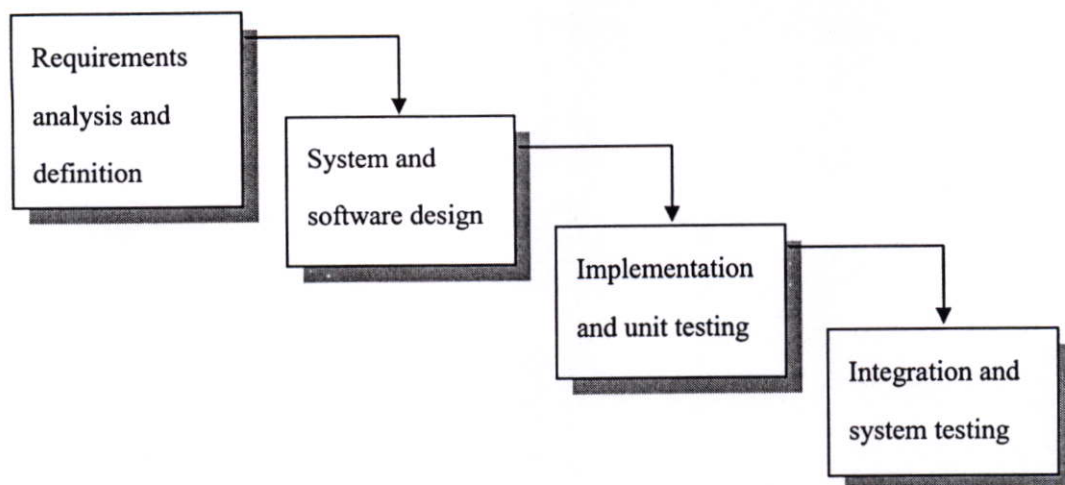 Requirements
analysis and
definition
System and
software design
Implementation
and unit testing
Integration and
system testing